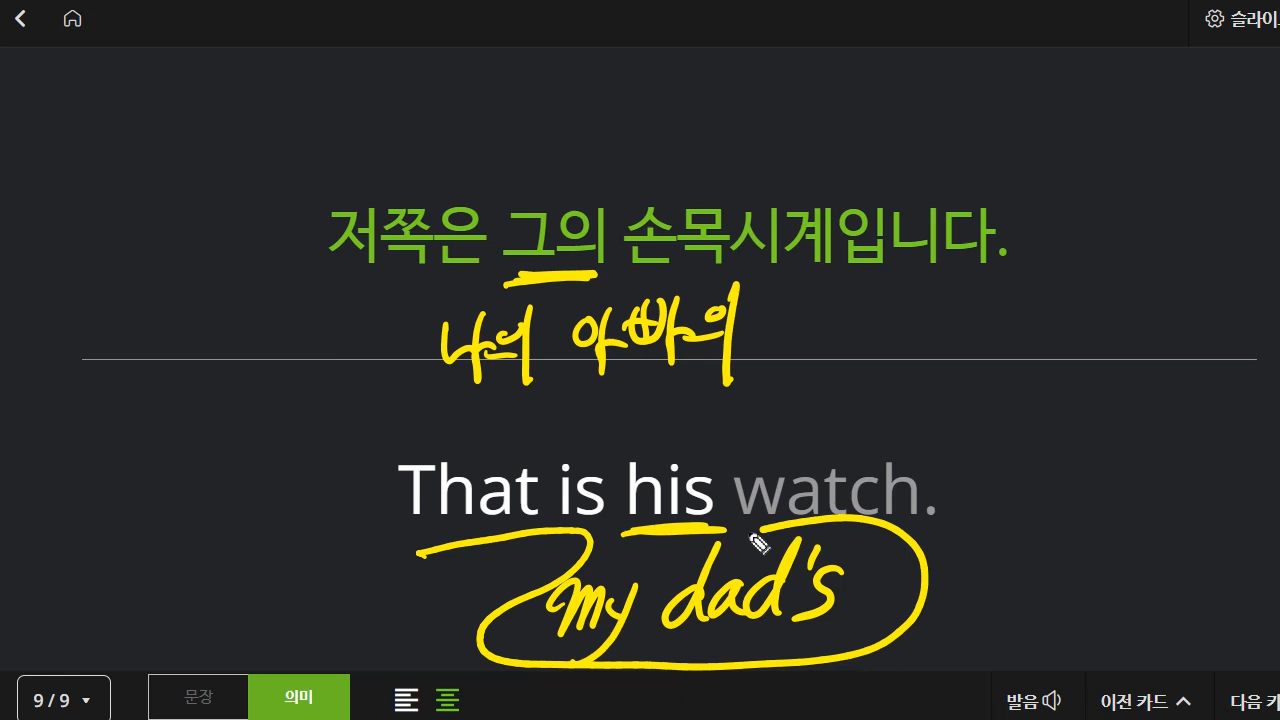 슬라이드
저쪽은 그의 손목시계입니다.
나의 아빠의
That is his watch.
my dad's
9 / 9
문장
의미
발음
이전 카드
다음 카